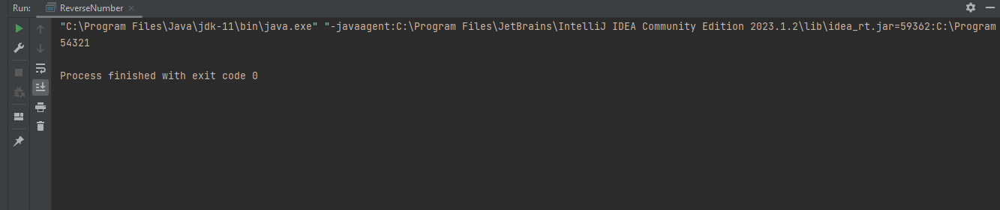 Run: ReverseNumber
"C:\Program Files\Java\jdk-11\bin\java.exe" "-javaagent:C:\Program Files\JetBrains\IntelliJ IDEA Community Edition 2023.1.2\lib\idea_rt.jar=59362:C:\Program
54321
Process finished with exit code 0